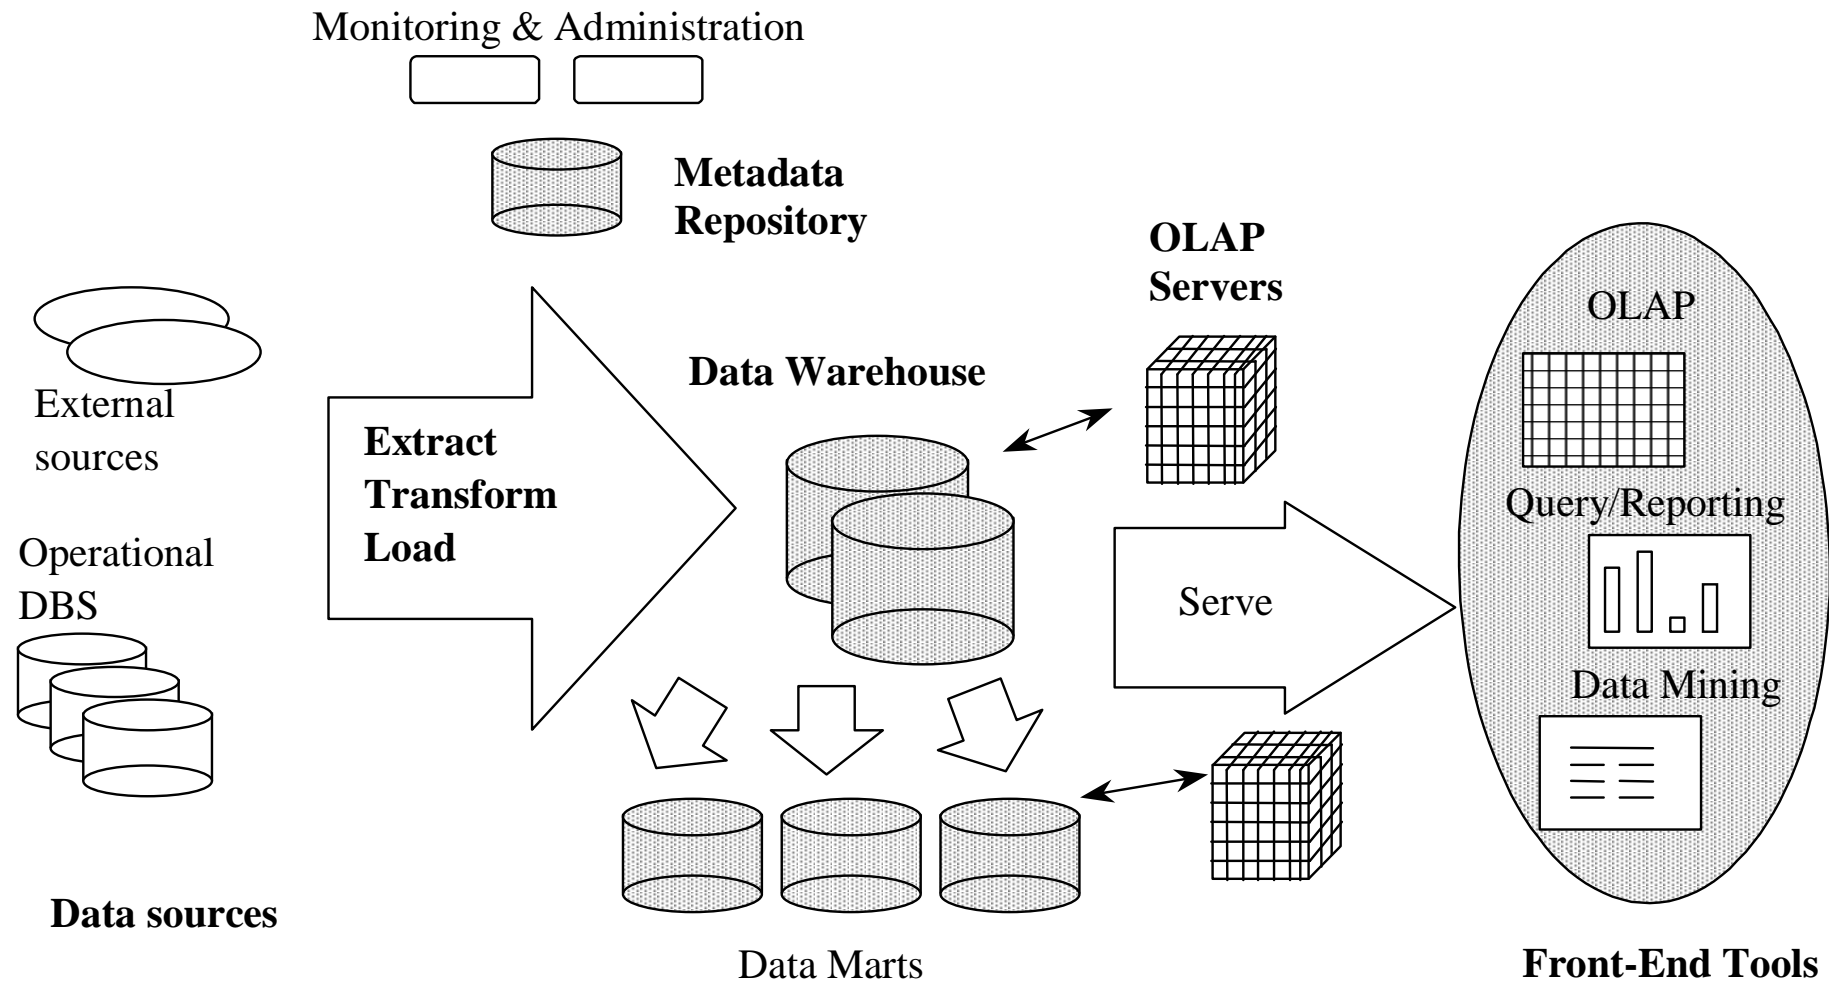 Monitoring & Administration
Metadata
Repository
OLAP
Servers
OLAP
External
sources
Data Warehouse
Extract
Transform
Load
Query/Reporting
Operational
DBS
Serve
Data Mining
Data sources
Data Marts
Front-End Tools